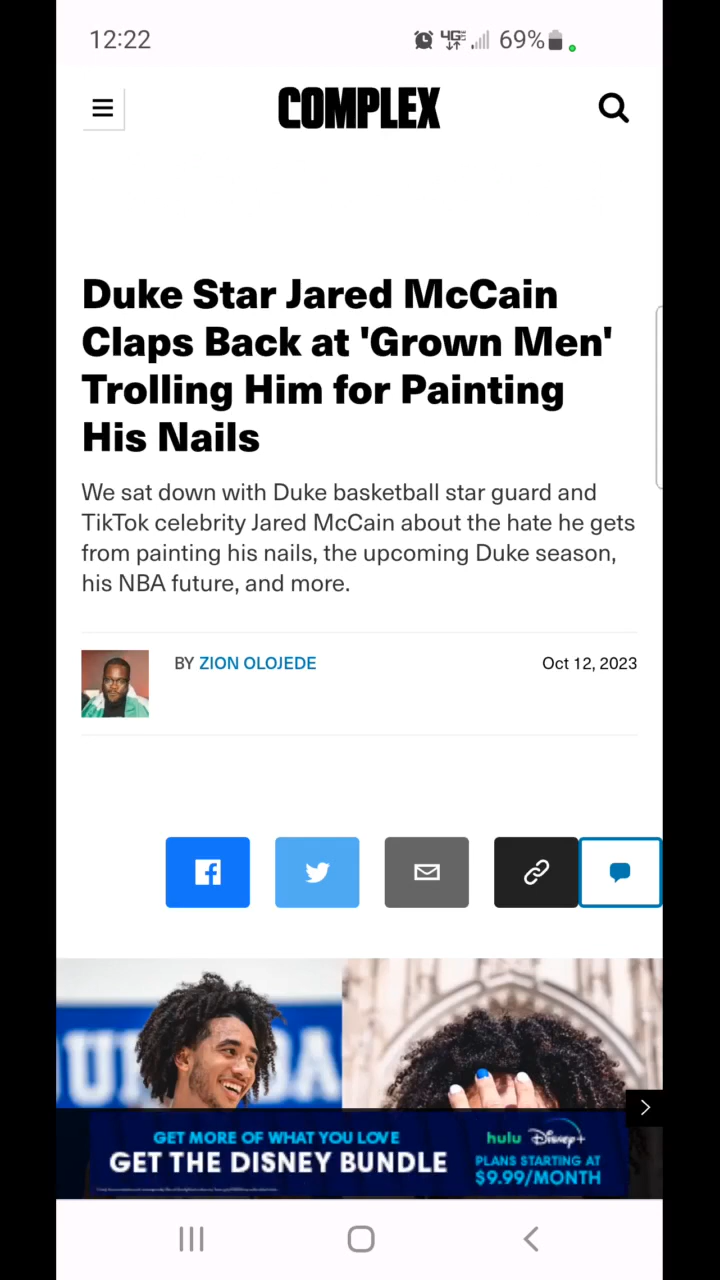 12:22
4G 69%
COMPLEX
Duke Star Jared McCain
Claps Back at 'Grown Men'
Trolling Him for Painting
His Nails
We sat down with Duke basketball star guard and
TikTok celebrity Jared McCain about the hate he gets
from painting his nails, the upcoming Duke season,
his NBA future, and more.
BY ZION OLOJEDE
Oct 12, 2023
GET MORE OF WHAT YOU LOVE
GET THE DISNEY BUNDLE
hulu Disney+
PLANS STARTING AT
$9.99/MONTH